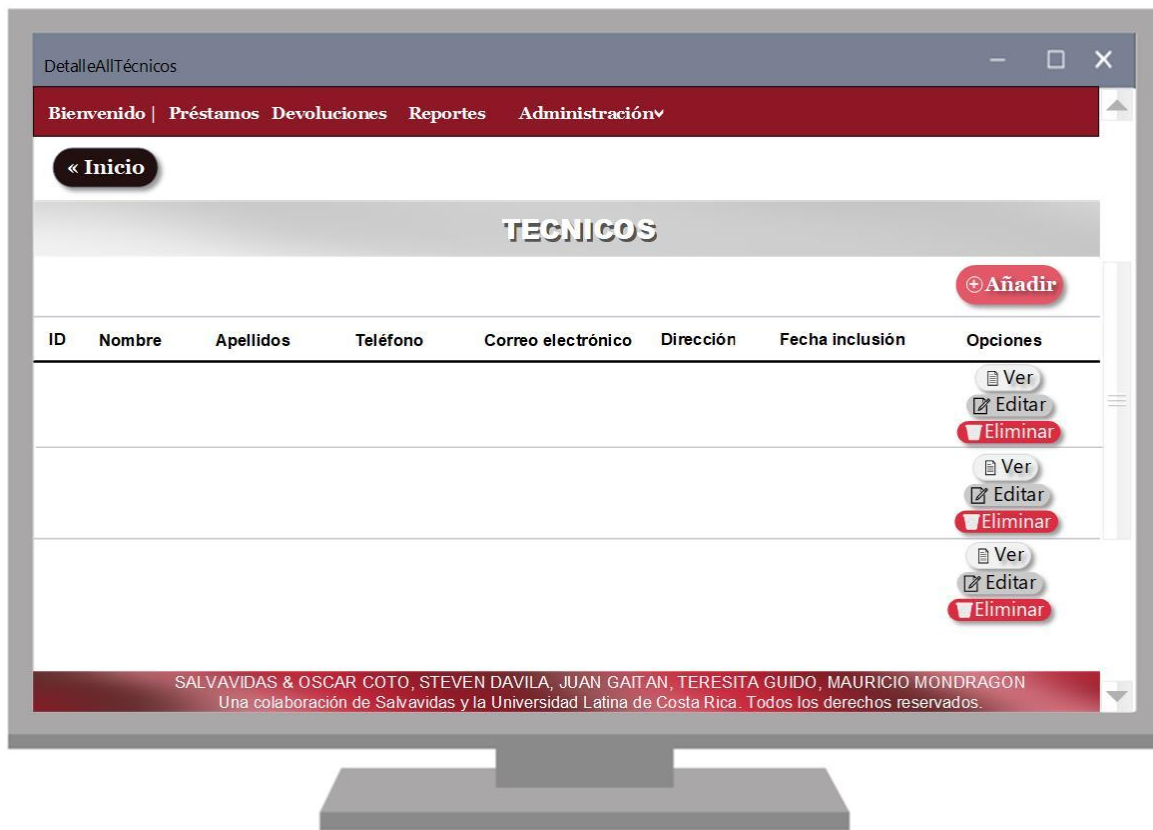 DetalleAllTécnicos
Bienvenido | Préstamos Devoluciones Reportes Administración
« Inicio
TECNICOS
Añadir
ID Nombre Apellidos Teléfono Correo electrónico Dirección Fecha inclusión Opciones
Ver
Editar
Eliminar
Ver
Editar
Eliminar
Ver
Editar
Eliminar
SALVAVIDAS & OSCAR COTO, STEVEN DAVILA, JUAN GAITAN, TERESITA GUIDO, MAURICIO MONDRAGON
Una colaboración de Salvavidas y la Universidad Latina de Costa Rica. Todos los derechos reservados.